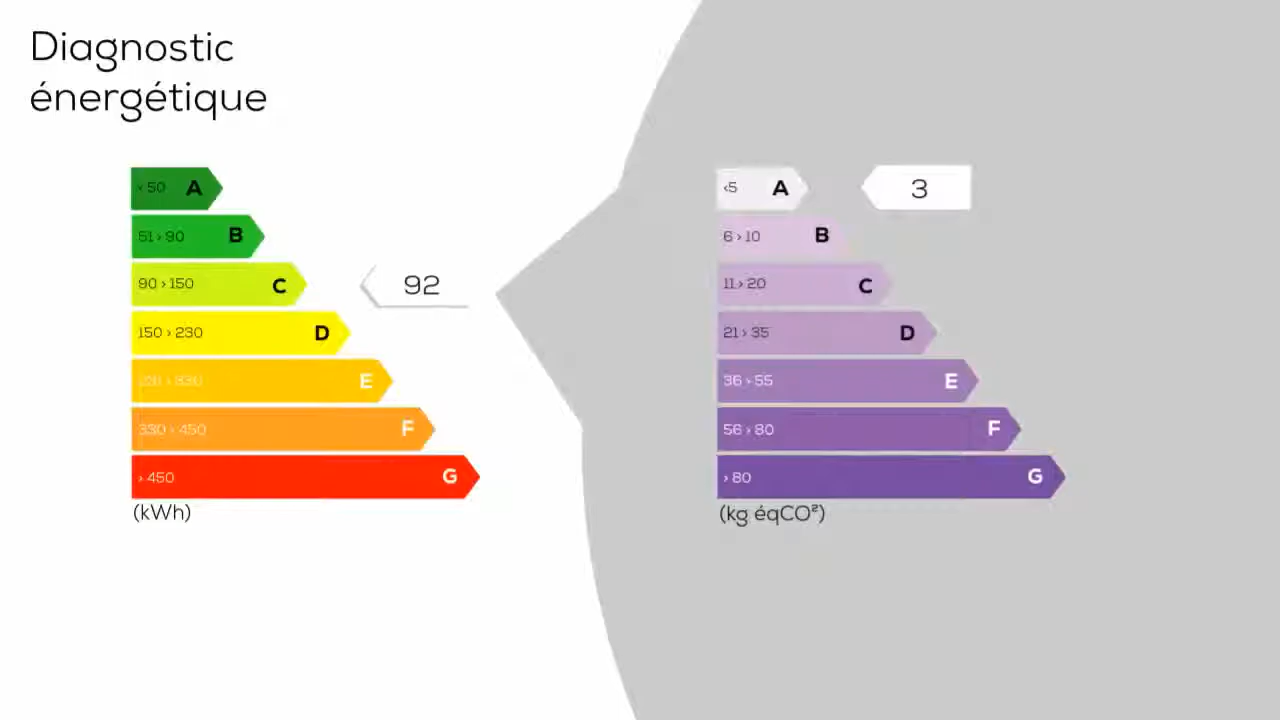 Diagnostic
énergétique
< 50 A
51 > 90 B
90 > 150 C
92
150 > 230 D
E
330 > 450 F
> 450 G
(kWh)
<5 A
3
6 > 10 B
11 > 20 C
21 > 35 D
36 > 55 E
56 > 80 F
> 80 G
(kg éqCO²)